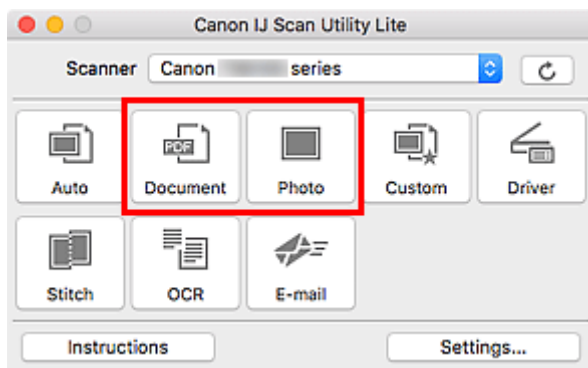 Canon IJ Scan Utility Lite
Scanner Canon series
Auto
PDF
Document
Photo
Custom
Driver
Stitch
OCR
E-mail
Instructions Settings...